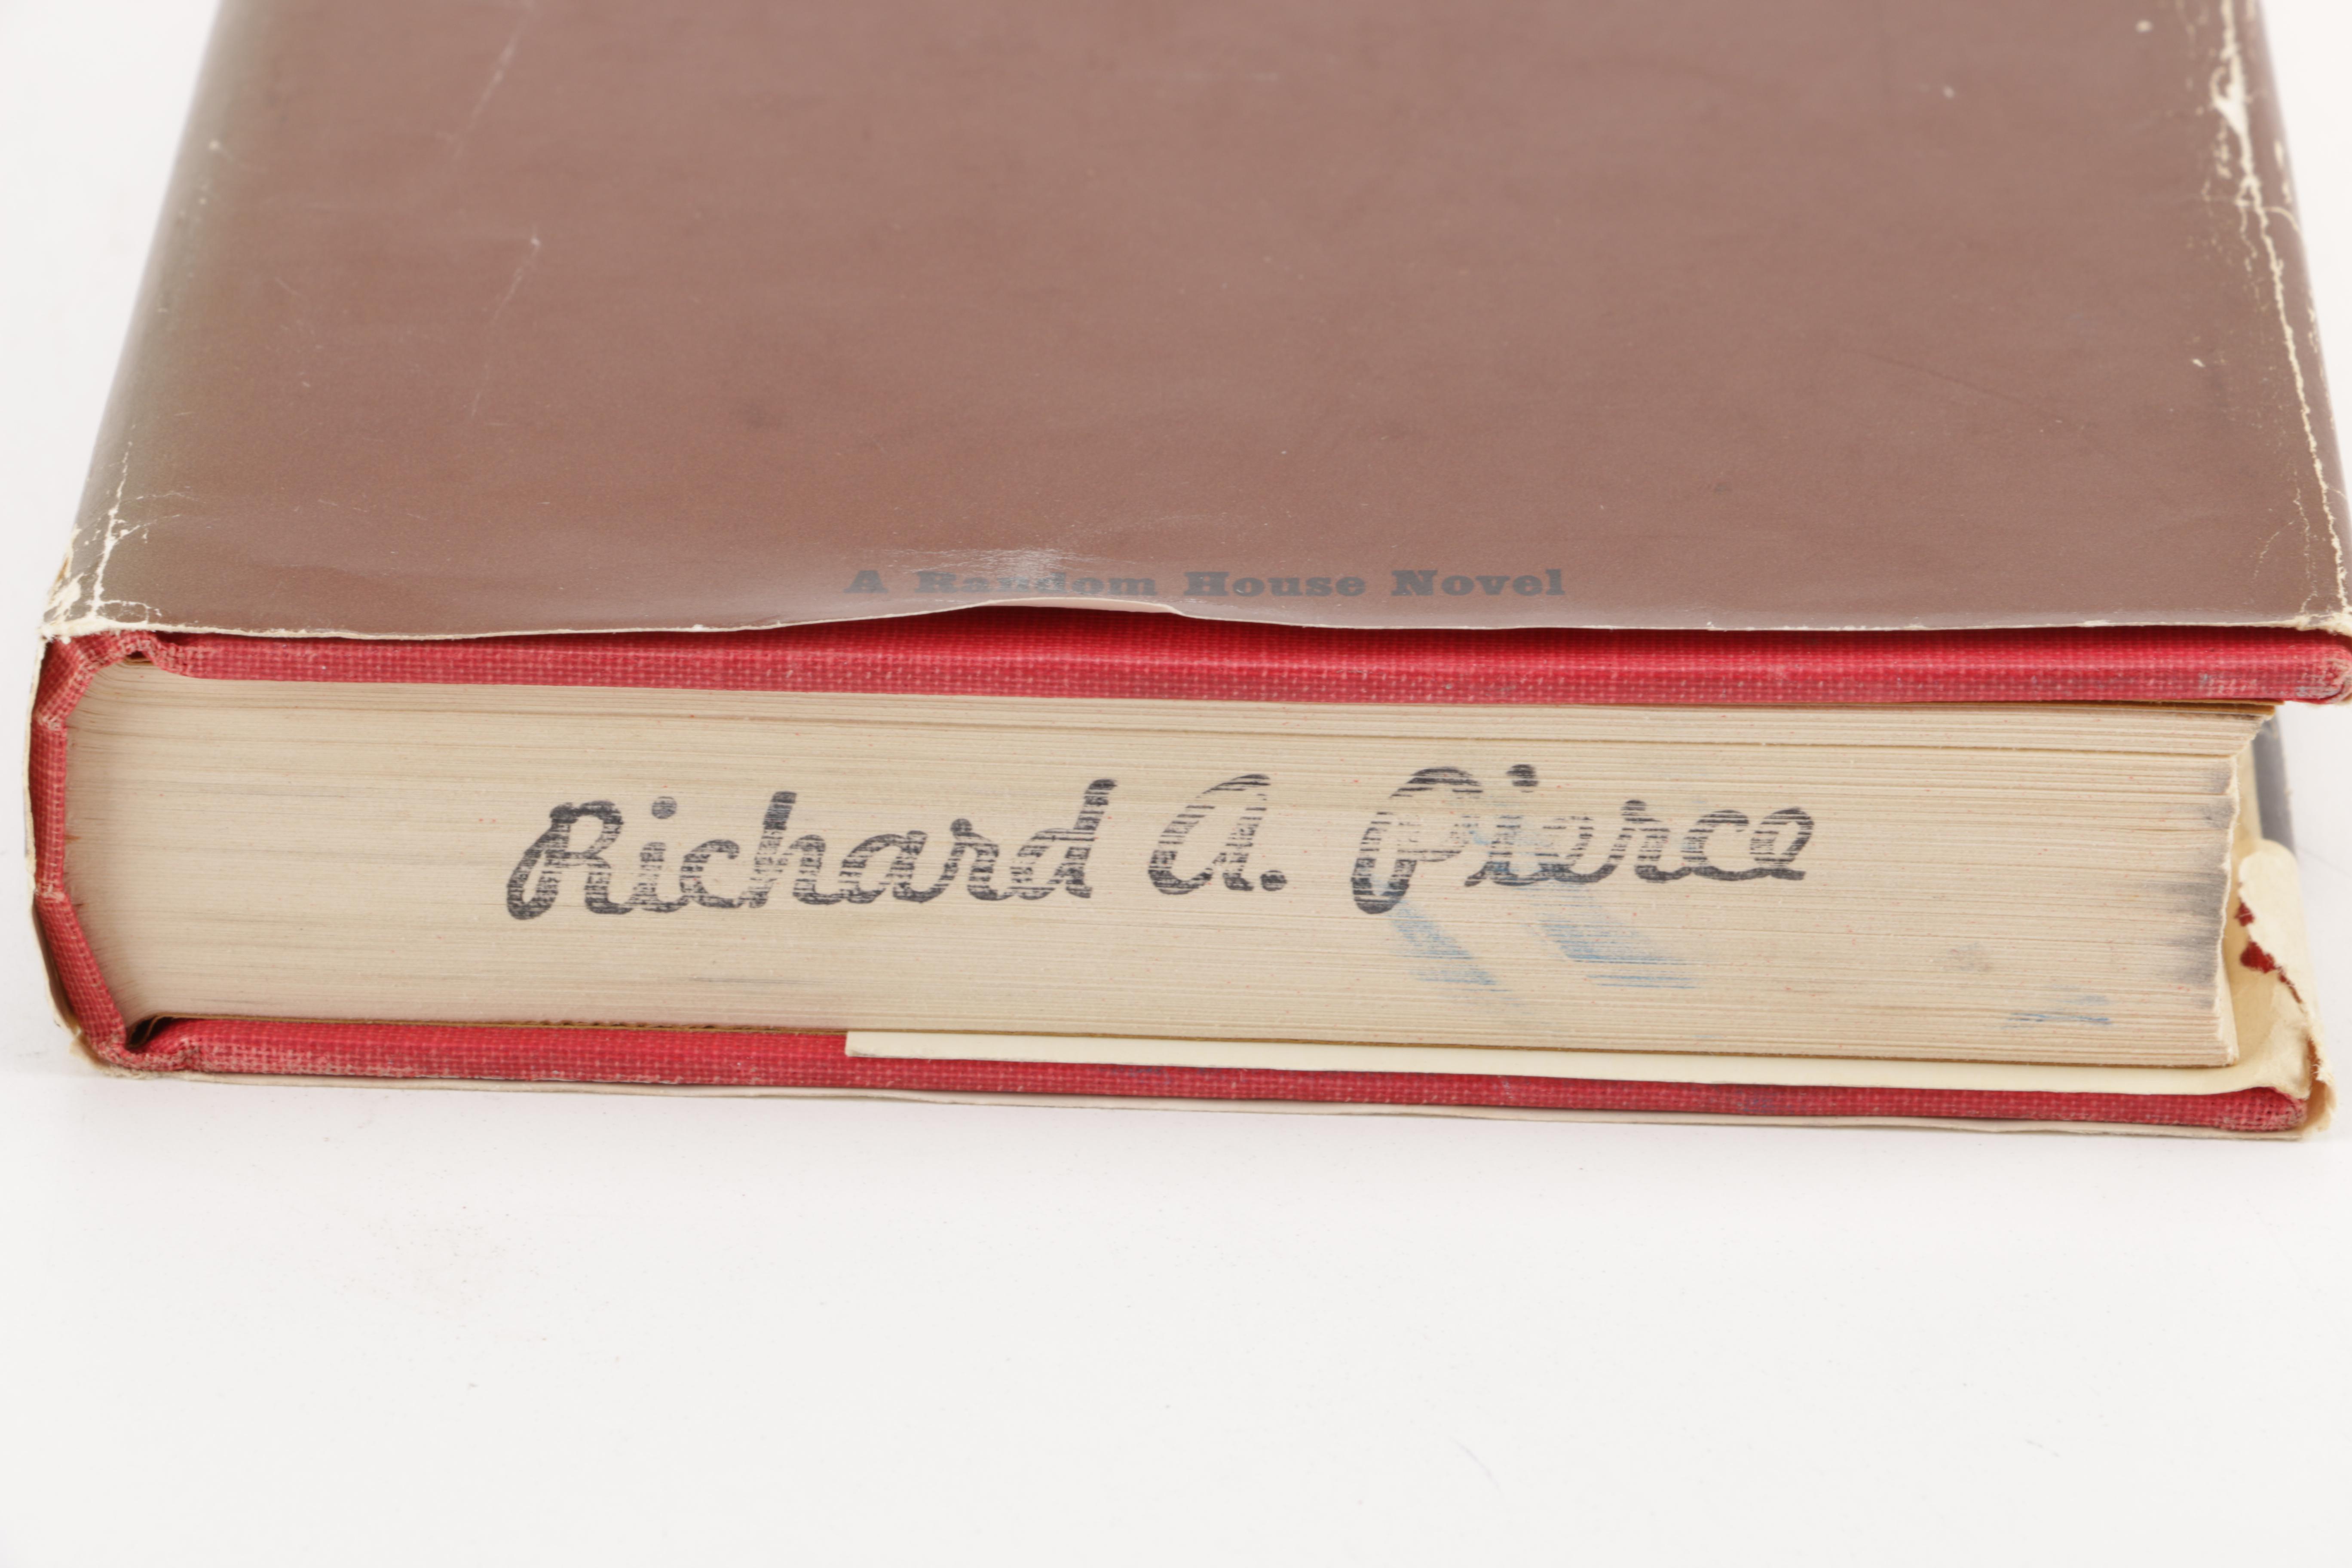 A Random House Novel
Richard A. Pierce